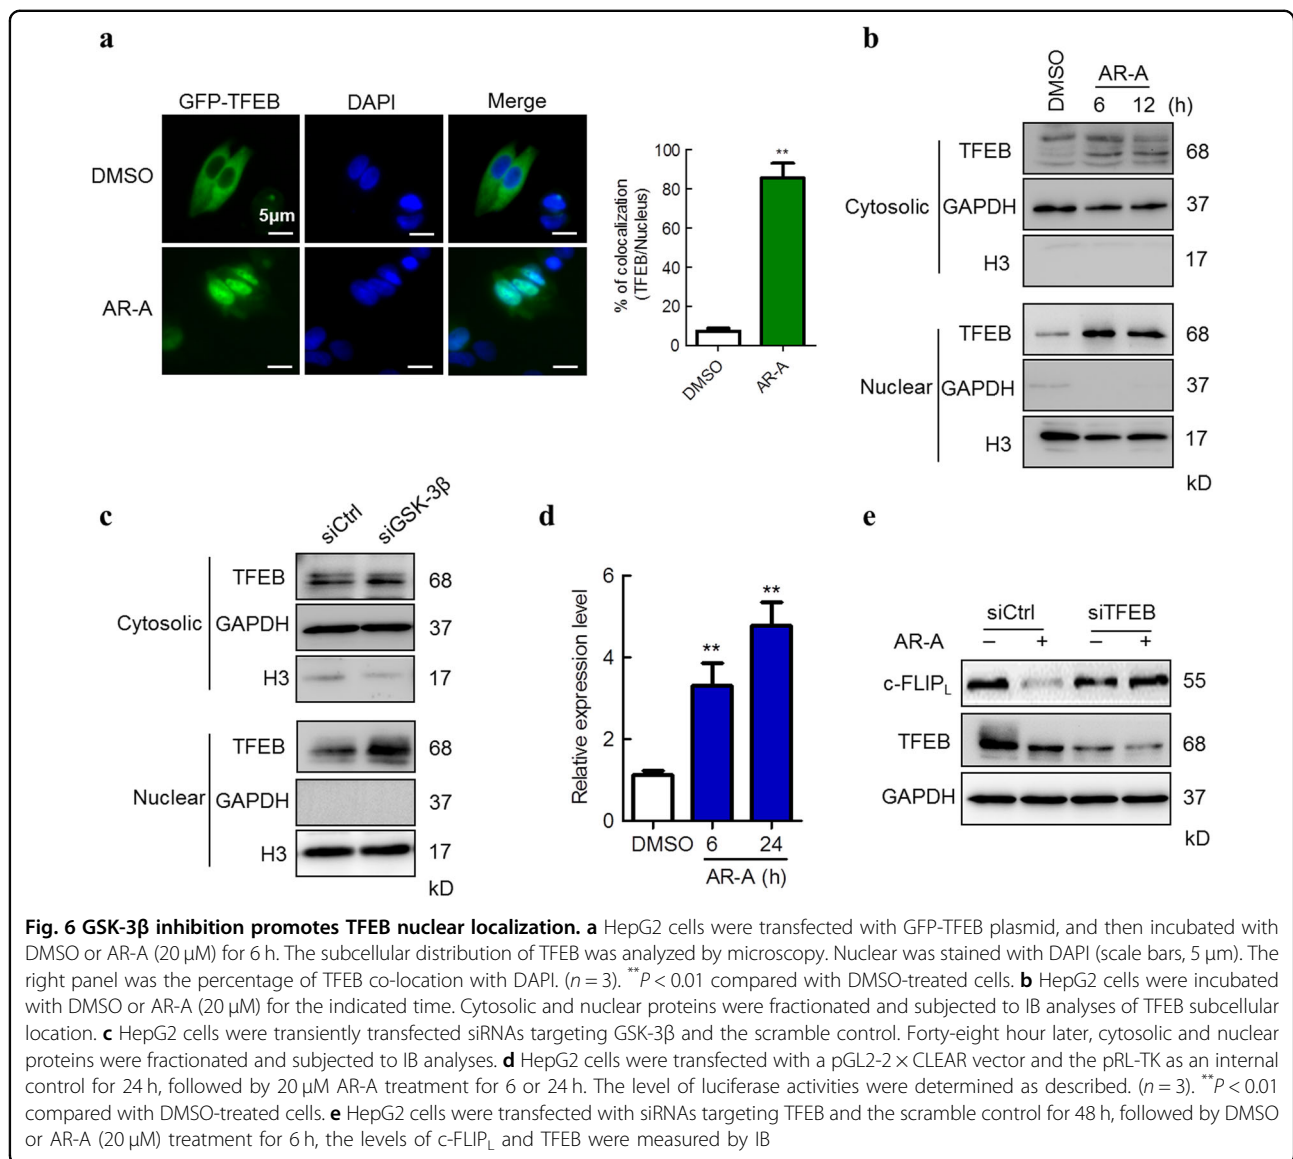 a
GFP-TFEB DAPI Merge
DMSO
5µm
AR-A
% of colocalization
(TFEB/Nucleus)
100
80
60
40
20
0
**
DMSO
AR-A
b
DMSO
AR-A
6 12 (h)
Cytosolic
TFEB 68
GAPDH 37
H3 17
Nuclear
TFEB 68
GAPDH 37
H3 17
kD
c
siCtrl
siGSK-3β
Cytosolic
TFEB 68
GAPDH 37
H3 17
Nuclear
TFEB 68
GAPDH 37
H3 17
kD
d
Relative expression level
6
4
2
0
**
**
DMSO 6 24
AR-A (h)
e
siCtrl siTFEB
AR-A – + – +
c-FLIPL 55
TFEB 68
GAPDH 37
kD
Fig. 6 GSK-3β inhibition promotes TFEB nuclear localization. a HepG2 cells were transfected with GFP-TFEB plasmid, and then incubated with
DMSO or AR-A (20 µM) for 6 h. The subcellular distribution of TFEB was analyzed by microscopy. Nuclear was stained with DAPI (scale bars, 5 µm). The
right panel was the percentage of TFEB co-location with DAPI. (n = 3). **P < 0.01 compared with DMSO-treated cells. b HepG2 cells were incubated
with DMSO or AR-A (20 µM) for the indicated time. Cytosolic and nuclear proteins were fractionated and subjected to IB analyses of TFEB subcellular
location. c HepG2 cells were transiently transfected siRNAs targeting GSK-3β and the scramble control. Forty-eight hour later, cytosolic and nuclear
proteins were fractionated and subjected to IB analyses. d HepG2 cells were transfected with a pGL2-2 × CLEAR vector and the pRL-TK as an internal
control for 24 h, followed by 20 µM AR-A treatment for 6 or 24 h. The level of luciferase activities were determined as described. (n = 3). **P < 0.01
compared with DMSO-treated cells. e HepG2 cells were transfected with siRNAs targeting TFEB and the scramble control for 48 h, followed by DMSO
or AR-A (20 µM) treatment for 6 h, the levels of c-FLIPL and TFEB were measured by IB